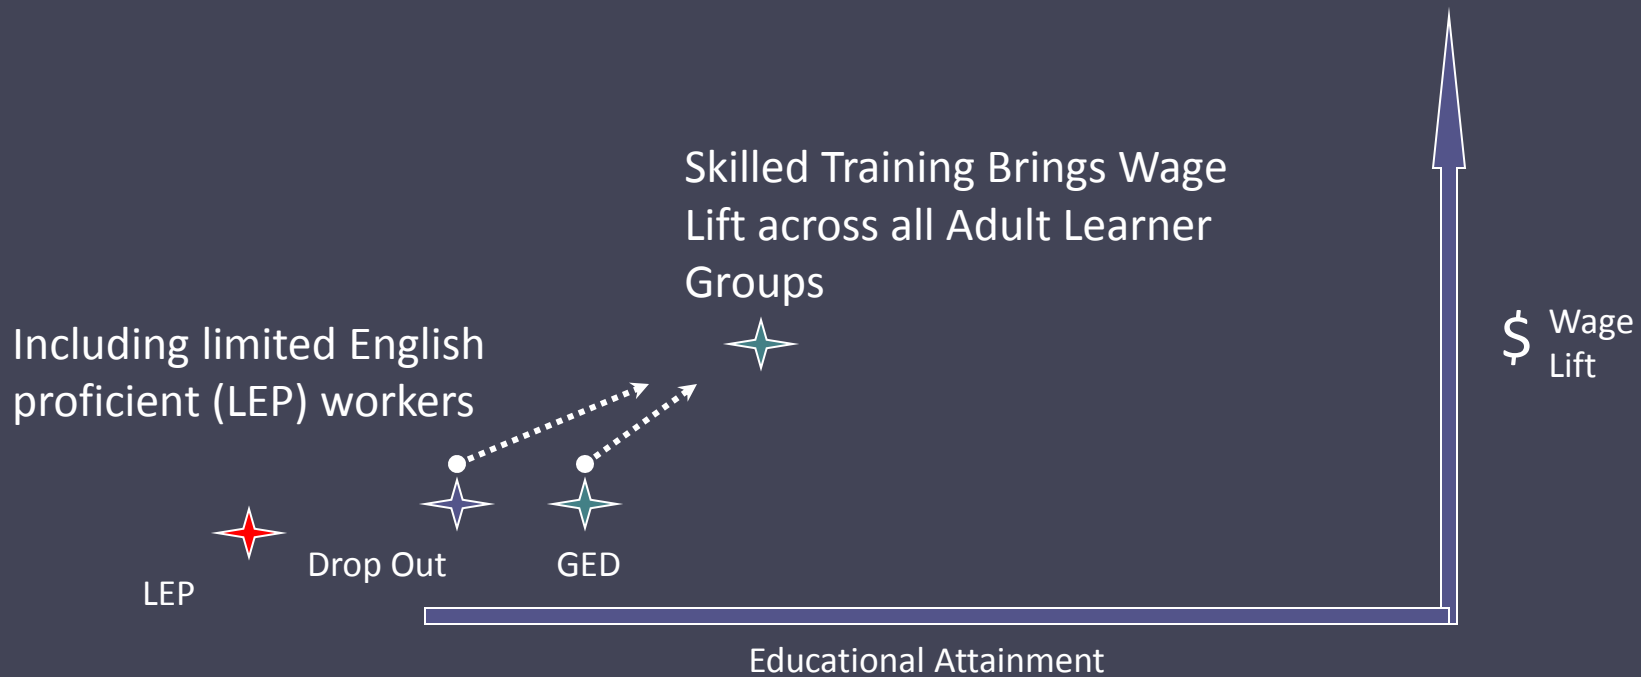 Skilled Training Brings Wage
Lift across all Adult Learner
Groups
Including limited English
proficient (LEP) workers
$ Wage
Lift
Drop Out
GED
LEP
Educational Attainment